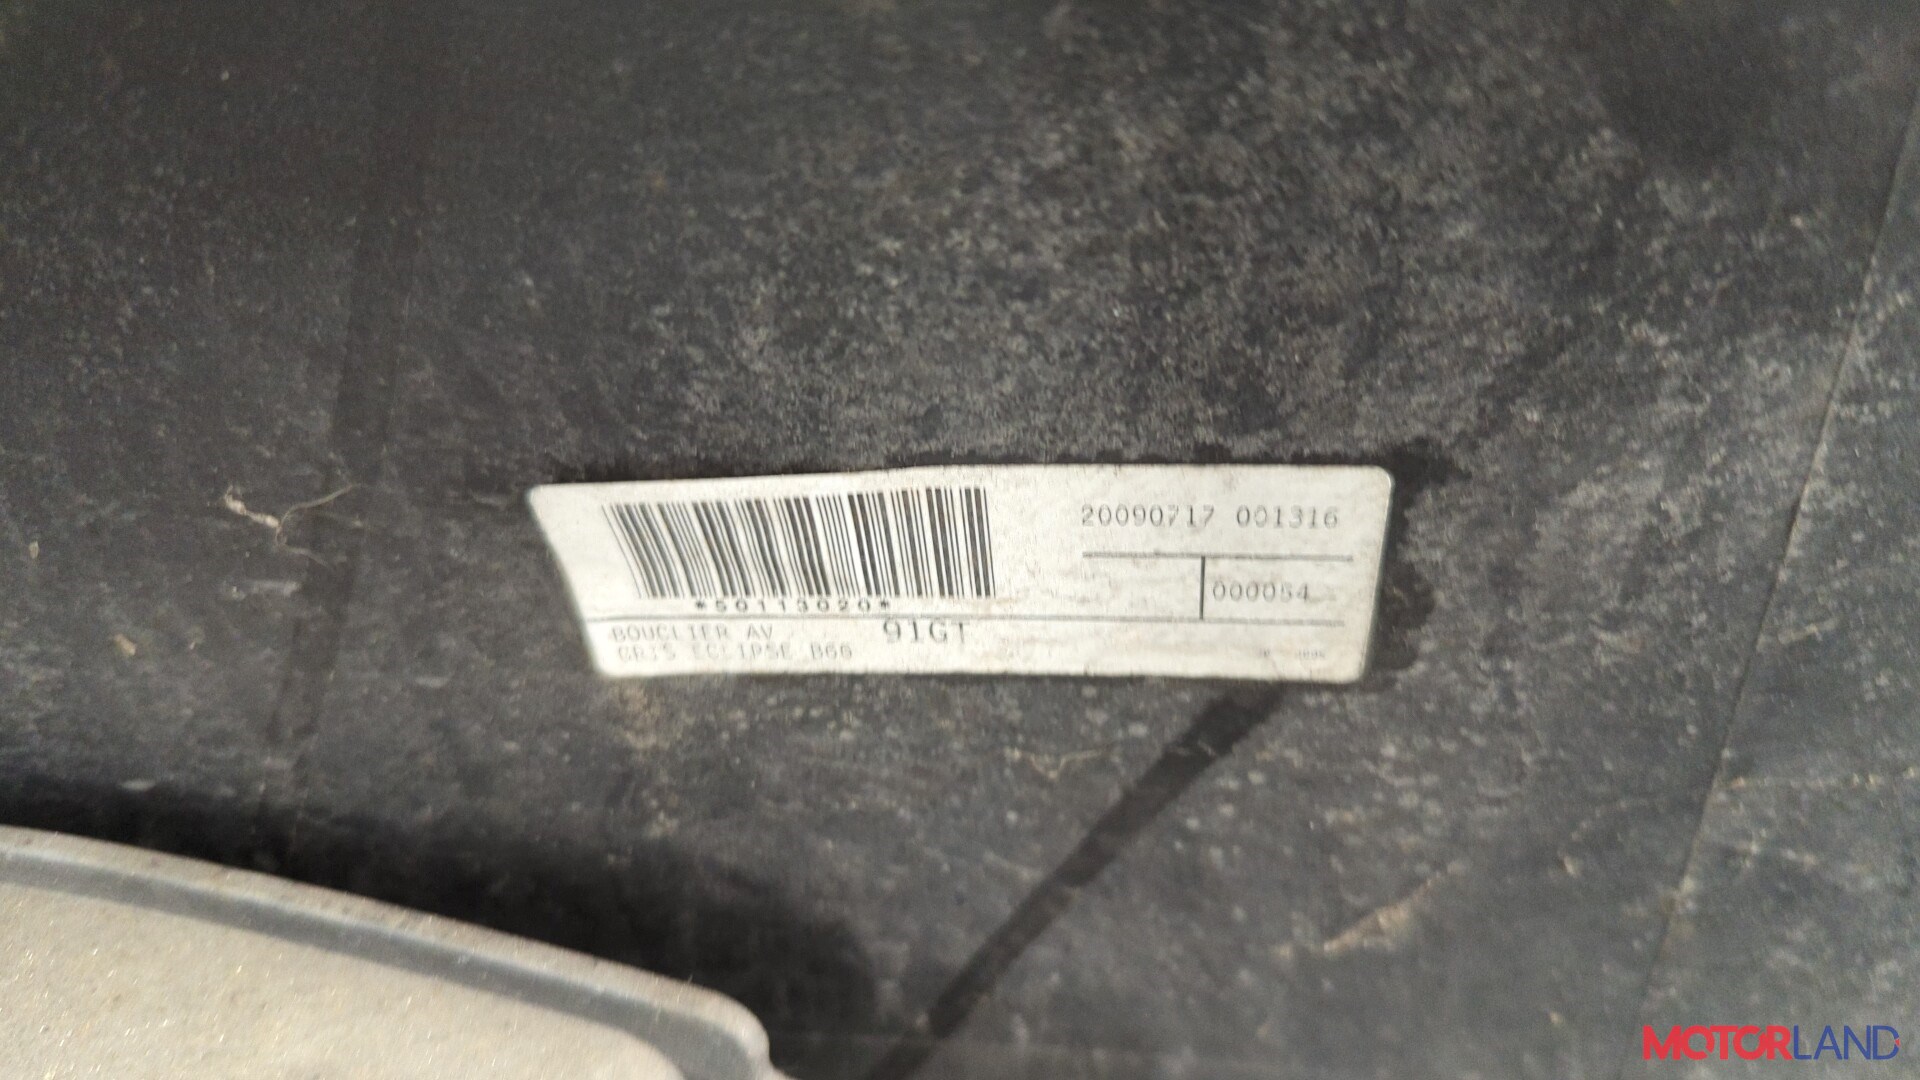 20090717 001316
*50113020*
000054
BOUCLIER AV 91GT
GRIS ECLIPSE B66
MOTORLAND